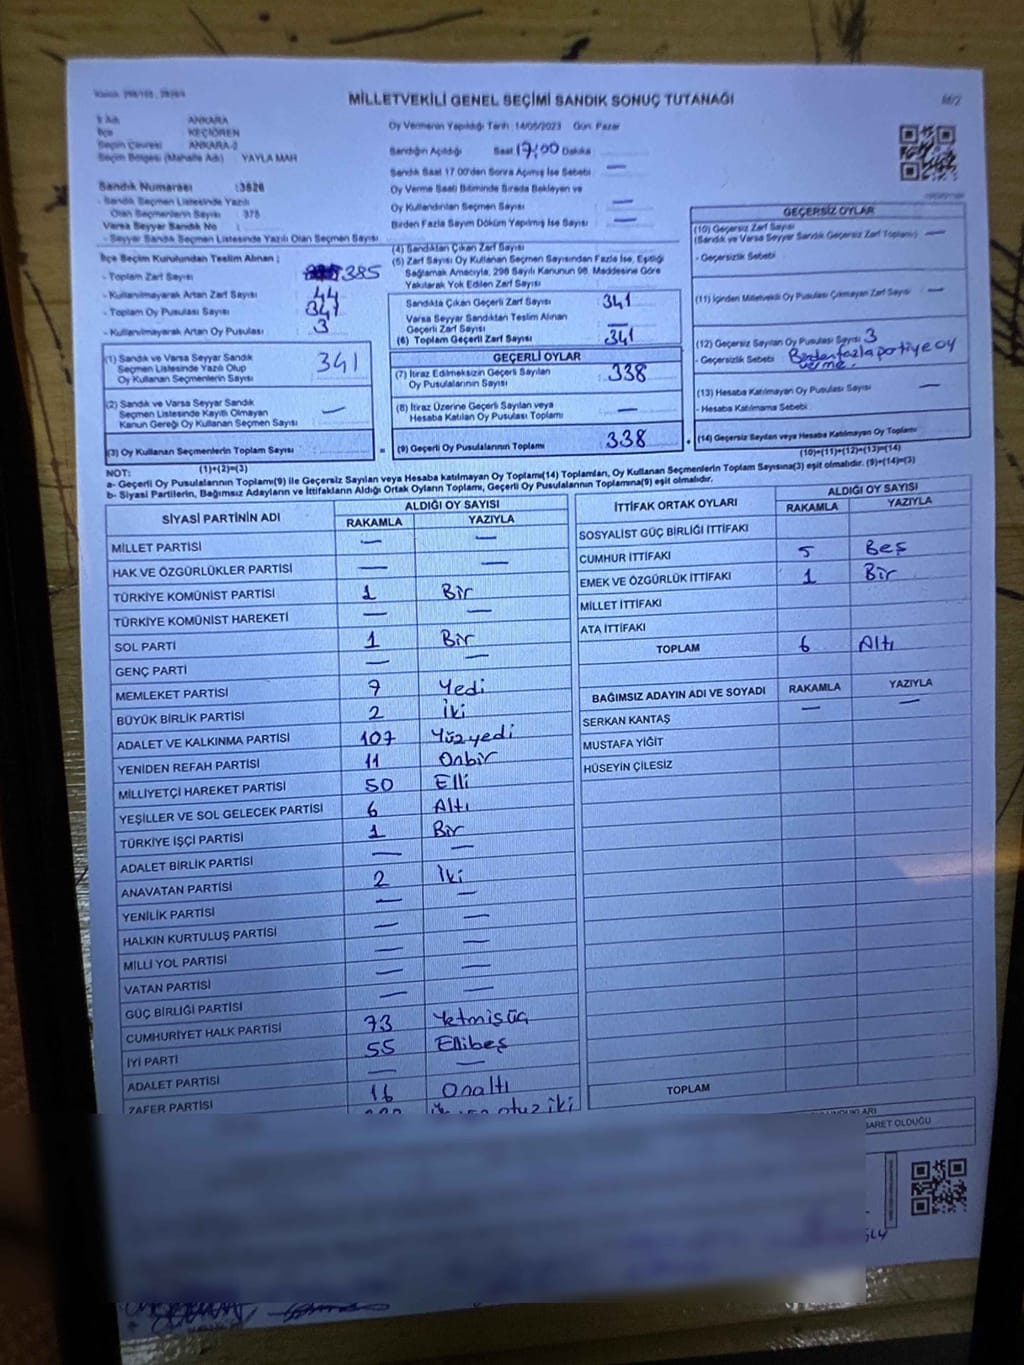 MİLLETVEKİLİ GENEL SEÇİMİ SANDIK SONUÇ TUTANAĞI
İl Adı ANKARA
İlçe KEÇİÖREN
Seçim Çevresi ANKARA-2
Seçim Bölgesi (Mahalle Adı) YAYLA MAH
Sandık Numarası :3826
- Sandık Seçmen Listesinde Yazılı
Olan Seçmenlerin Sayısı : 378
Varsa Seyyar Sandık No :
- Seyyar Sandık Seçmen Listesinde Yazılı Olan Seçmen Sayısı
İlçe Seçim Kurulundan Teslim Alınan ;
- Toplam Zarf Sayısı 385
- Kullanılmayarak Artan Zarf Sayısı 44
- Toplam Oy Pusulası Sayısı : 341
- Kullanılmayarak Artan Oy Pusulası : 3
Oy Vermenin Yapıldığı Tarih :14/05/2023 Gün: Pazar
Sandığın Açıldığı Saat 17:00 Dakika
Sandık Saat 17.00'den Sonra Açılmış İse Sebebi —
Oy Verme Saati Bitiminde Sırada Bekleyen ve
Oy Kullandırılan Seçmen Sayısı —
Birden Fazla Sayım Döküm Yapılmış İse Sayısı —
(4) Sandıktan Çıkan Zarf Sayısı
(5) Zarf Sayısı Oy Kullanan Seçmen Sayısından Fazla İse, Eşitliği
Sağlamak Amacıyla, 298 Sayılı Kanunun 98. Maddesine Göre
Yakılarak Yok Edilen Zarf Sayısı
Sandıkta Çıkan Geçerli Zarf Sayısı 341
Varsa Seyyar Sandıktan Teslim Alınan
Geçerli Zarf Sayısı —
(6) Toplam Geçerli Zarf Sayısı 341
(1) Sandık ve Varsa Seyyar Sandık
Seçmen Listesinde Yazılı Olup
Oy Kullanan Seçmenlerin Sayısı 341
(2) Sandık ve Varsa Seyyar Sandık
Seçmen Listesinde Kayıtlı Olmayan
Kanun Gereği Oy Kullanan Seçmen Sayısı —
(3) Oy Kullanan Seçmenlerin Toplam Sayısı
(1)+(2)=(3)
GEÇERLİ OYLAR
(7) İtiraz Edilmeksizin Geçerli Sayılan
Oy Pusulalarının Sayısı 338
(8) İtiraz Üzerine Geçerli Sayılan veya
Hesaba Katılan Oy Pusulası Toplamı —
= (9) Geçerli Oy Pusulalarının Toplamı 338 +
GEÇERSİZ OYLAR
(10) Geçersiz Zarf Sayısı
(Sandık ve Varsa Seyyar Sandık Geçersiz Zarf Toplamı) —
- Geçersizlik Sebebi
(11) İçinden Milletvekili Oy Pusulası Çıkmayan Zarf Sayısı —
(12) Geçersiz Sayılan Oy Pusulası Sayısı 3
- Geçersizlik Sebebi Birden fazla partiye oy
verme.
(13) Hesaba Katılmayan Oy Pusulası Sayısı —
- Hesaba Katılmama Sebebi
(14) Geçersiz Sayılan veya Hesaba Katılmayan Oy Toplamı
(10)+(11)+(12)+(13)=(14)
NOT:
a- Geçerli Oy Pusulalarının Toplamı(9) ile Geçersiz Sayılan veya Hesaba katılmayan Oy Toplamı(14) Toplamları, Oy Kullanan Seçmenlerin Toplam Sayısına(3) eşit olmalıdır. (9)+(14)=(3)
b- Siyasi Partilerin, Bağımsız Adayların ve İttifakların Aldığı Ortak Oyların Toplamı, Geçerli Oy Pusulalarının Toplamına(9) eşit olmalıdır.
SİYASİ PARTİNİN ADI ALDIĞI OY SAYISI
RAKAMLA YAZIYLA
MİLLET PARTİSİ — —
HAK VE ÖZGÜRLÜKLER PARTİSİ — —
TÜRKİYE KOMÜNİST PARTİSİ 1 Bir
TÜRKİYE KOMÜNİST HAREKETİ — —
SOL PARTİ 1 Bir
GENÇ PARTİ — —
MEMLEKET PARTİSİ 7 Yedi
BÜYÜK BİRLİK PARTİSİ 2 İki
ADALET VE KALKINMA PARTİSİ 107 Yüzyedi
YENİDEN REFAH PARTİSİ 11 Onbir
MİLLİYETÇİ HAREKET PARTİSİ 50 Elli
YEŞİLLER VE SOL GELECEK PARTİSİ 6 Altı
TÜRKİYE İŞÇİ PARTİSİ 1 Bir
ADALET BİRLİK PARTİSİ — —
ANAVATAN PARTİSİ 2 İki
YENİLİK PARTİSİ — —
HALKIN KURTULUŞ PARTİSİ — —
MİLLİ YOL PARTİSİ — —
VATAN PARTİSİ — —
GÜÇ BİRLİĞİ PARTİSİ — —
CUMHURİYET HALK PARTİSİ 73 Yetmişüç
İYİ PARTİ 55 Ellibeş
ADALET PARTİSİ — —
ZAFER PARTİSİ 16 Onaltı
İTTİFAK ORTAK OYLARI ALDIĞI OY SAYISI
RAKAMLA YAZIYLA
SOSYALİST GÜÇ BİRLİĞİ İTTİFAKI
CUMHUR İTTİFAKI 5 Beş
EMEK VE ÖZGÜRLÜK İTTİFAKI 1 Bir
MİLLET İTTİFAKI
ATA İTTİFAKI
TOPLAM 6 Altı
BAĞIMSIZ ADAYIN ADI VE SOYADI RAKAMLA YAZIYLA
SERKAN KANTAŞ — —
MUSTAFA YİĞİT
HÜSEYİN ÇİLESİZ
TOPLAM